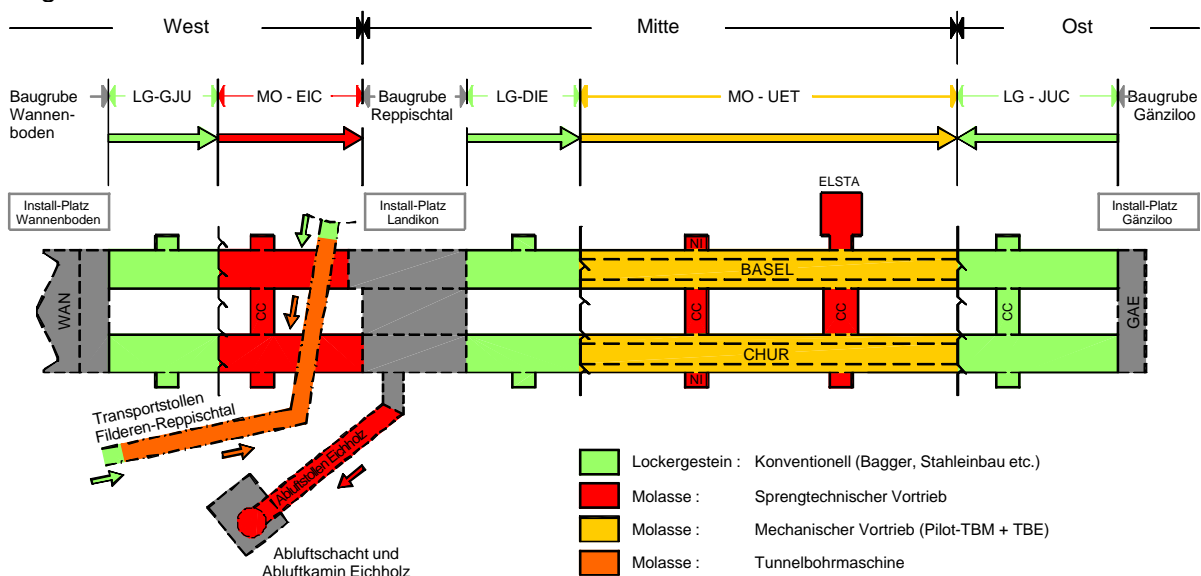 West
Mitte
Ost
Baugrube
Wannen-
boden
LG-GJU
MO - EIC
Baugrube
Reppischtal
LG-DIE
MO - UET
LG - JUC
Baugrube
Gänziloo
Install-Platz
Wannenboden
Install-Platz
Landikon
ELSTA
Install-Platz
Gänziloo
WAN
CC
NI
BASEL
CC
CC
CC
GAE
CHUR
NI
Transportstollen
Filderen-Reppischtal
Abluftstollen Eichholz
Abluftschacht und
Abluftkamin Eichholz
Lockergestein : Konventionell (Bagger, Stahleinbau etc.)
Molasse : Sprengtechnischer Vortrieb
Molasse : Mechanischer Vortrieb (Pilot-TBM + TBE)
Molasse : Tunnelbohrmaschine